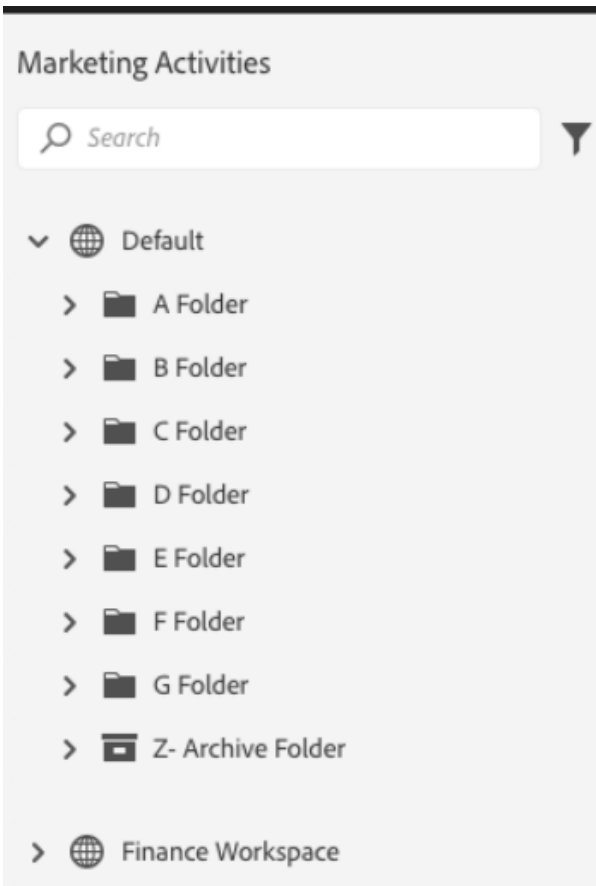 Marketing Activities
Search
Default
A Folder
B Folder
C Folder
D Folder
E Folder
F Folder
G Folder
Z- Archive Folder
Finance Workspace